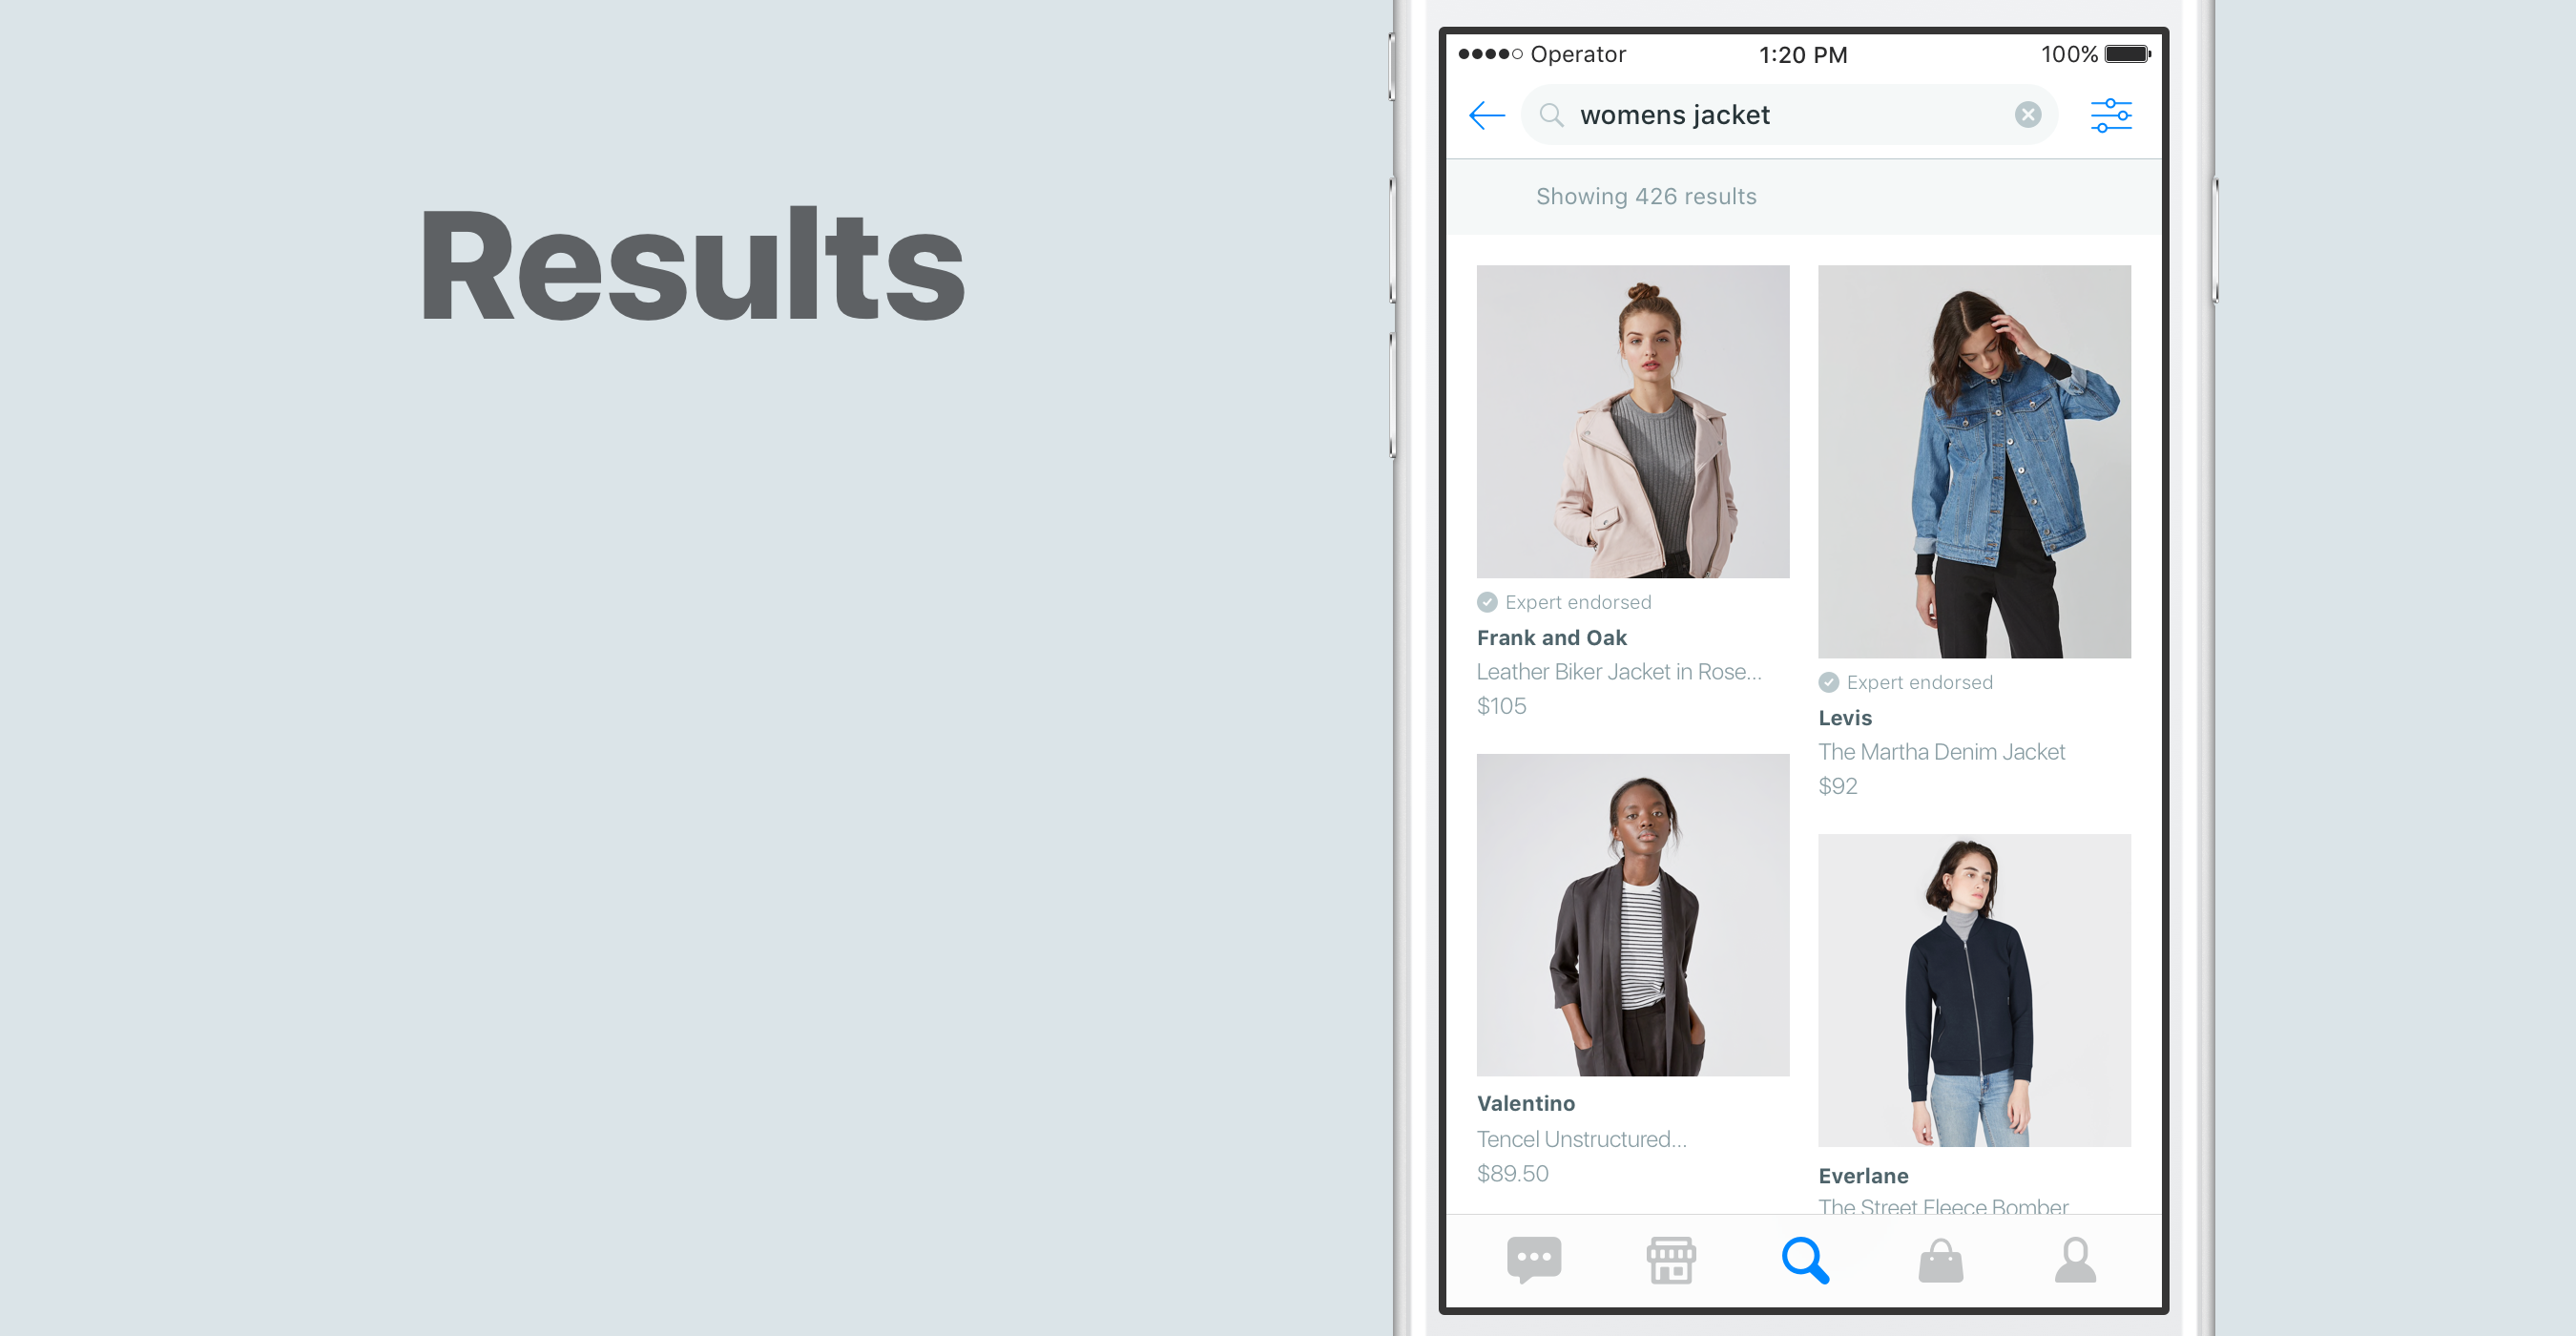 Results
Operator 1:20 PM 100%
womens jacket
Showing 426 results
Expert endorsed
Frank and Oak
Leather Biker Jacket in Rose...
$105
Expert endorsed
Levis
The Martha Denim Jacket
$92
Valentino
Tencel Unstructured...
$89.50
Everlane
The Street Fleece Bomber